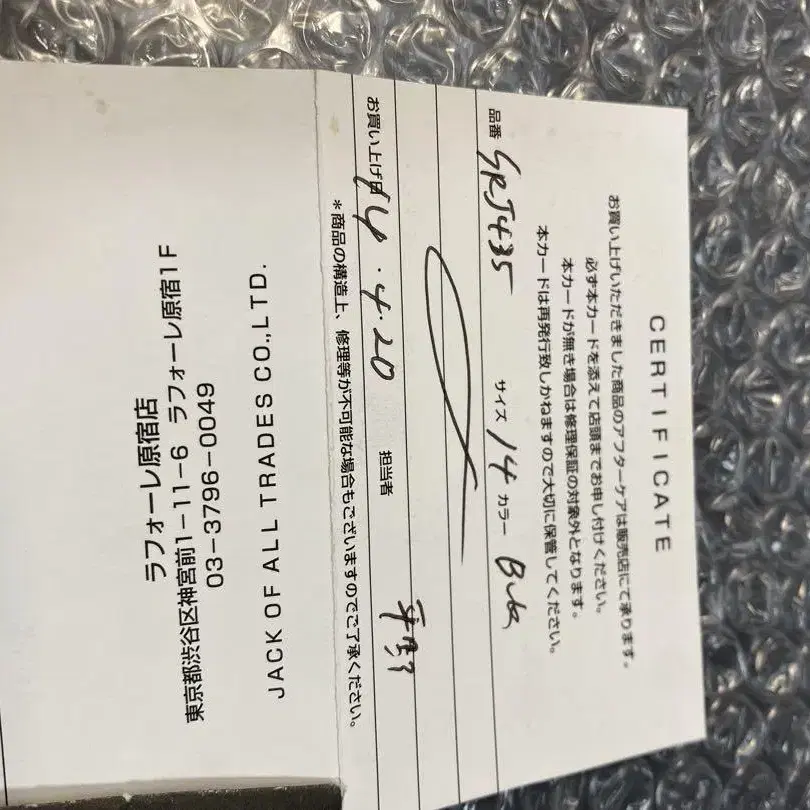 CERTIFICATE
お買い上げいただきました商品のアフターケアは販売店にて承ります。
必ず本カードを添えて店頭までお申し付けください。
本カードが無き場合は修理保証の対象外となります。
本カードは再発行致しかねますので大切に保管してください。
品番 SRJ435 サイズ 14 カラー Blk
お買い上げ日 14.4.20 担当者
*商品の構造上、修理等が不可能な場合もございますのでご了承ください。
JACK OF ALL TRADES CO.,LTD.
ラフォーレ原宿店
東京都渋谷区神宮前1-11-6 ラフォーレ原宿1F
03-3796-0049